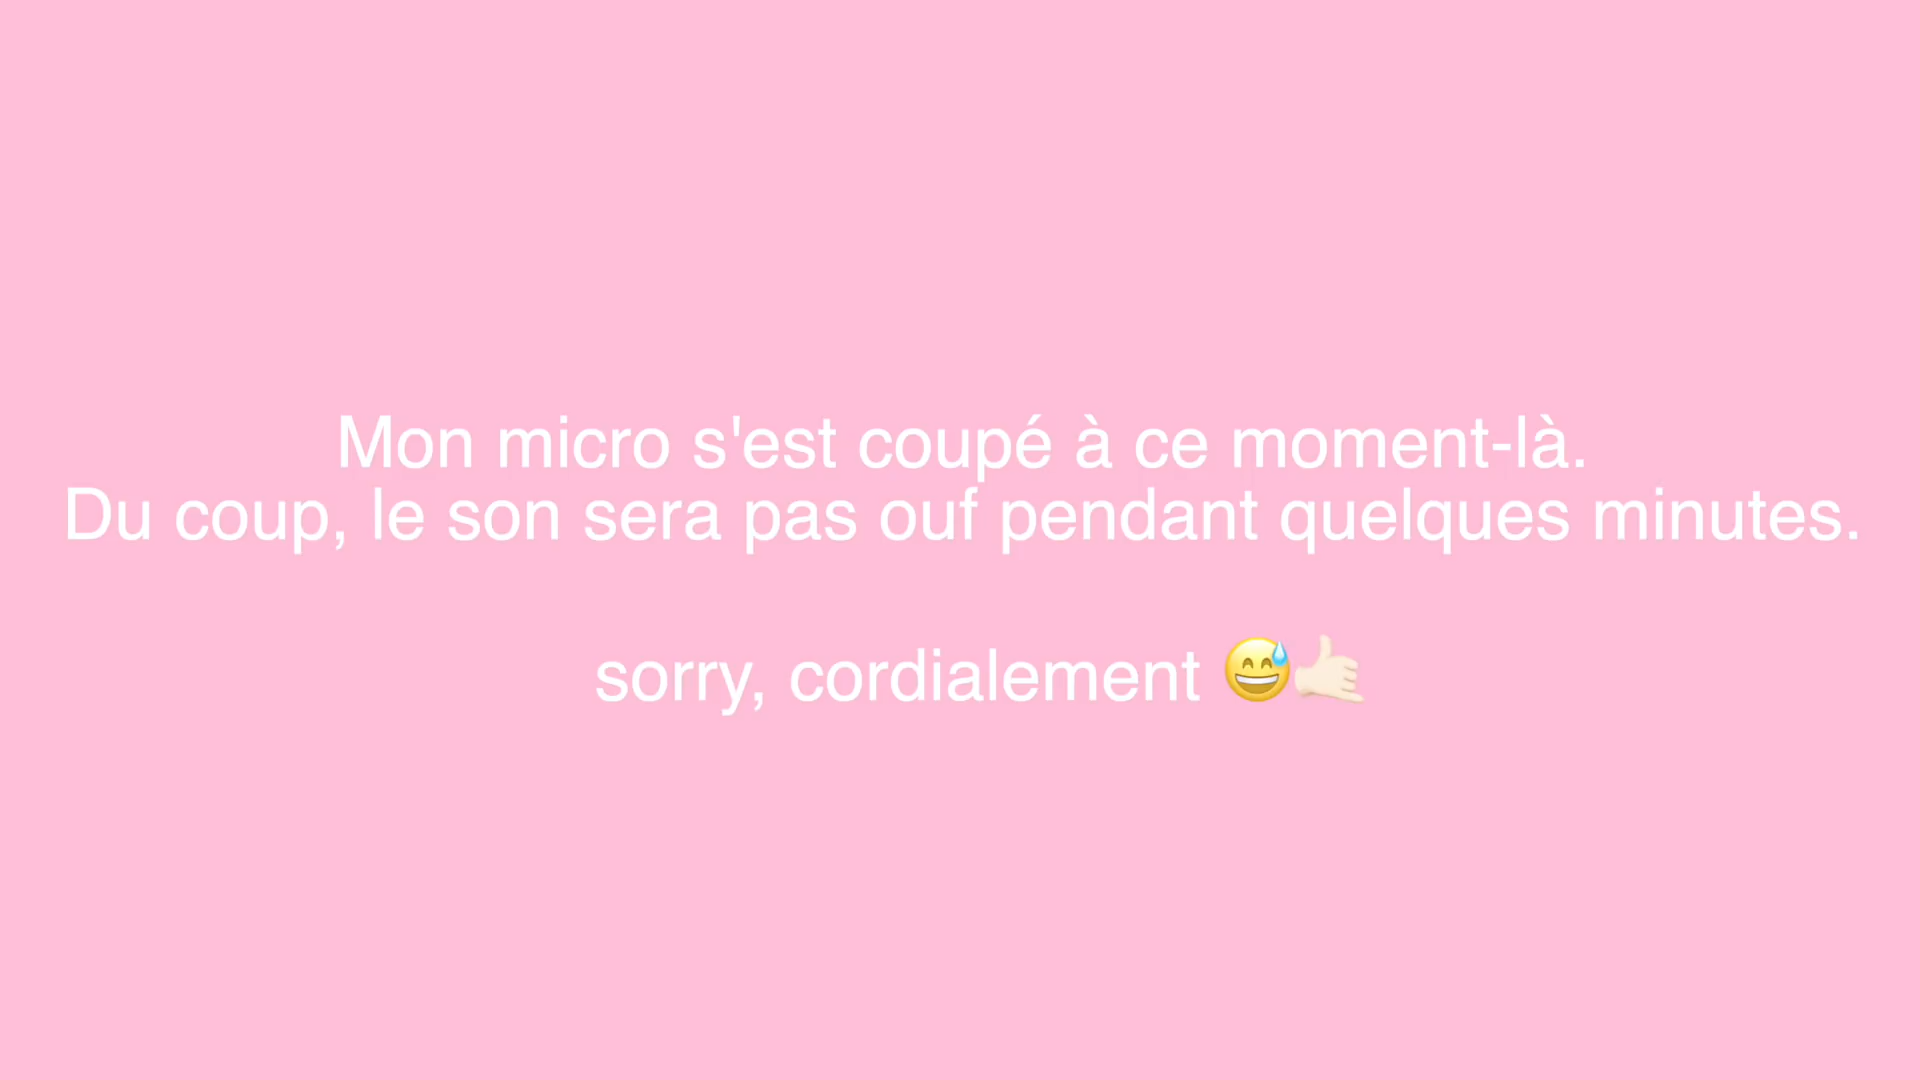 Mon micro s'est coupé à ce moment-là.
Du coup, le son sera pas ouf pendant quelques minutes.
sorry, cordialement 😅🤙🏻